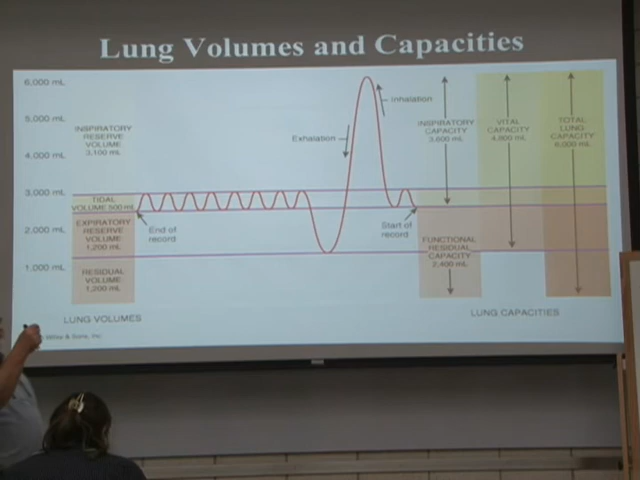 Lung Volumes and Capacities
6,000 mL
5,000 mL
4,000 mL
3,000 mL
2,000 mL
1,000 mL
INSPIRATORY
RESERVE
VOLUME
3,100 mL
TIDAL
VOLUME 500 mL
EXPIRATORY
RESERVE
VOLUME
1,200 mL
RESIDUAL
VOLUME
1,200 mL
LUNG VOLUMES
End of
record
Exhalation
Inhalation
Start of
record
INSPIRATORY
CAPACITY
3,600 mL
FUNCTIONAL
RESIDUAL
CAPACITY
2,400 mL
VITAL
CAPACITY
4,800 mL
TOTAL
LUNG
CAPACITY
6,000 mL
LUNG CAPACITIES
Wiley & Sons, Inc.